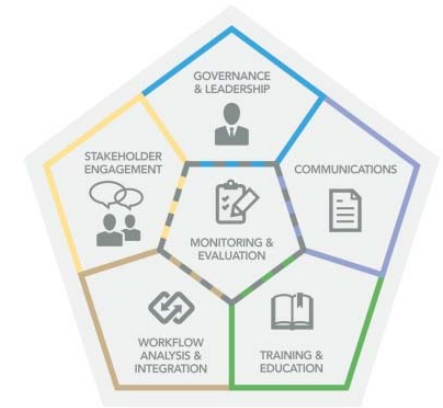 GOVERNANCE
& LEADERSHIP
STAKEHOLDER
ENGAGEMENT
COMMUNICATIONS
MONITORING &
EVALUATION
WORKFLOW
ANALYSIS &
INTEGRATION
TRAINING &
EDUCATION